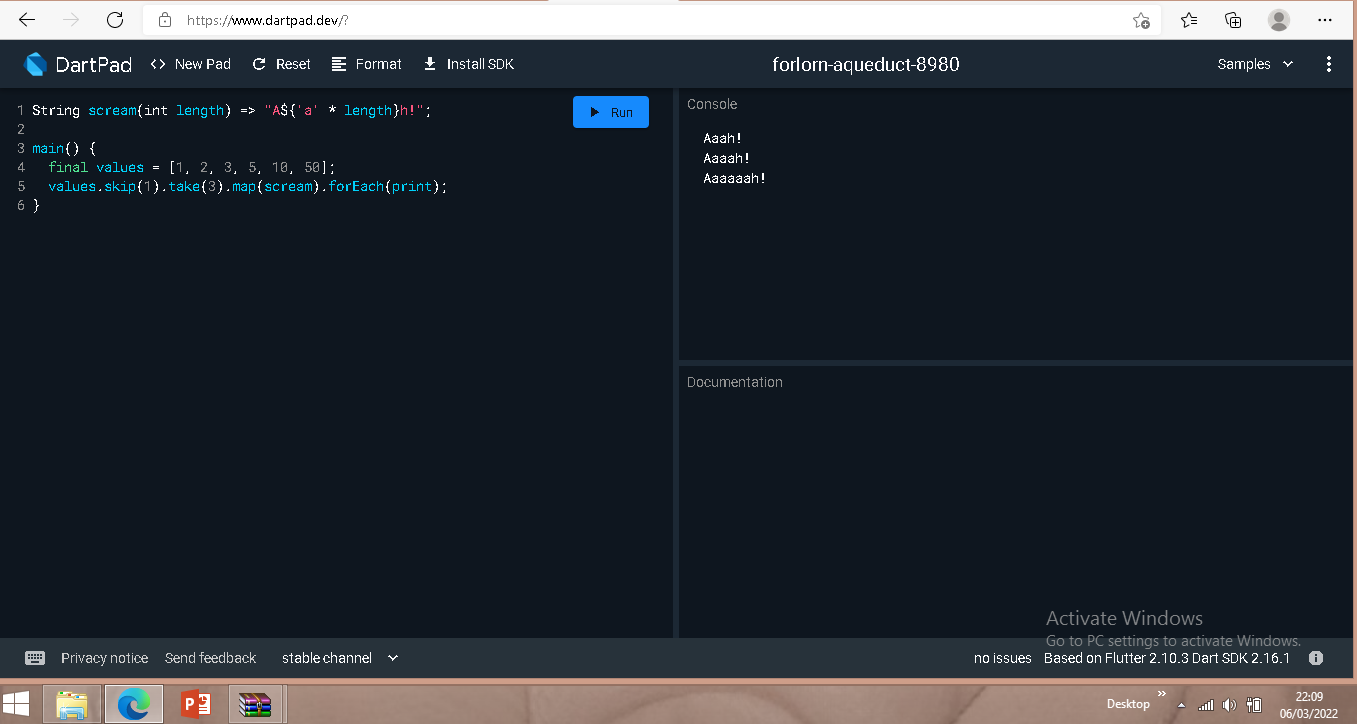 https://www.dartpad.dev/?
DartPad <> New Pad Reset Format Install SDK forlorn-aqueduct-8980 Samples
1 String scream(int length) => "A${'a' * length}h!";
2
3 main() {
4   final values = [1, 2, 3, 5, 10, 50];
5   values.skip(1).take(3).map(scream).forEach(print);
6 }
Run
Console
Aaah!
Aaaah!
Aaaaaah!
Documentation
Activate Windows
Go to PC settings to activate Windows.
Privacy notice Send feedback stable channel no issues Based on Flutter 2.10.3 Dart SDK 2.16.1
Desktop
22:09
06/03/2022